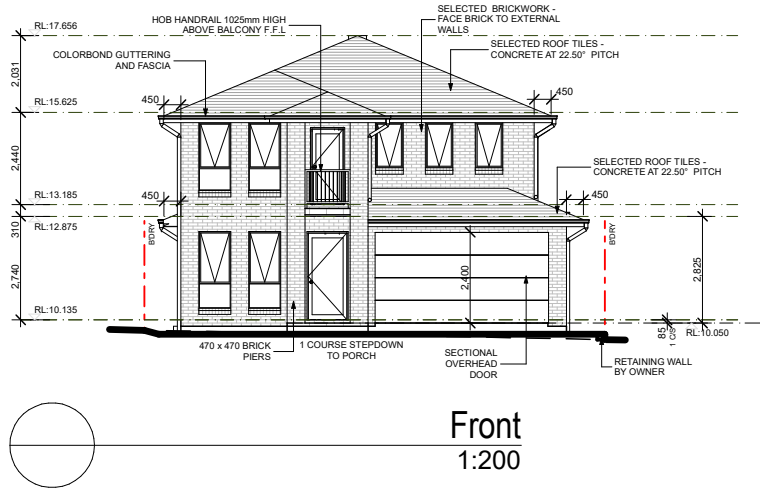 HOB HANDRAIL 1025mm HIGH
ABOVE BALCONY F.F.L
SELECTED BRICKWORK -
FACE BRICK TO EXTERNAL
WALLS
RL:17.656
COLORBOND GUTTERING
AND FASCIA
SELECTED ROOF TILES -
CONCRETE AT 22.50° PITCH
2,031
450
450
RL:15.625
2,440
SELECTED ROOF TILES -
CONCRETE AT 22.50° PITCH
RL:13.185
450
450
310
RL:12.875
B'DRY
B'DRY
2,740
2,400
2,825
RL:10.135
85
1 C/S
RL:10.050
470 x 470 BRICK
PIERS
1 COURSE STEPDOWN
TO PORCH
SECTIONAL
OVERHEAD
DOOR
RETAINING WALL
BY OWNER
Front
1:200